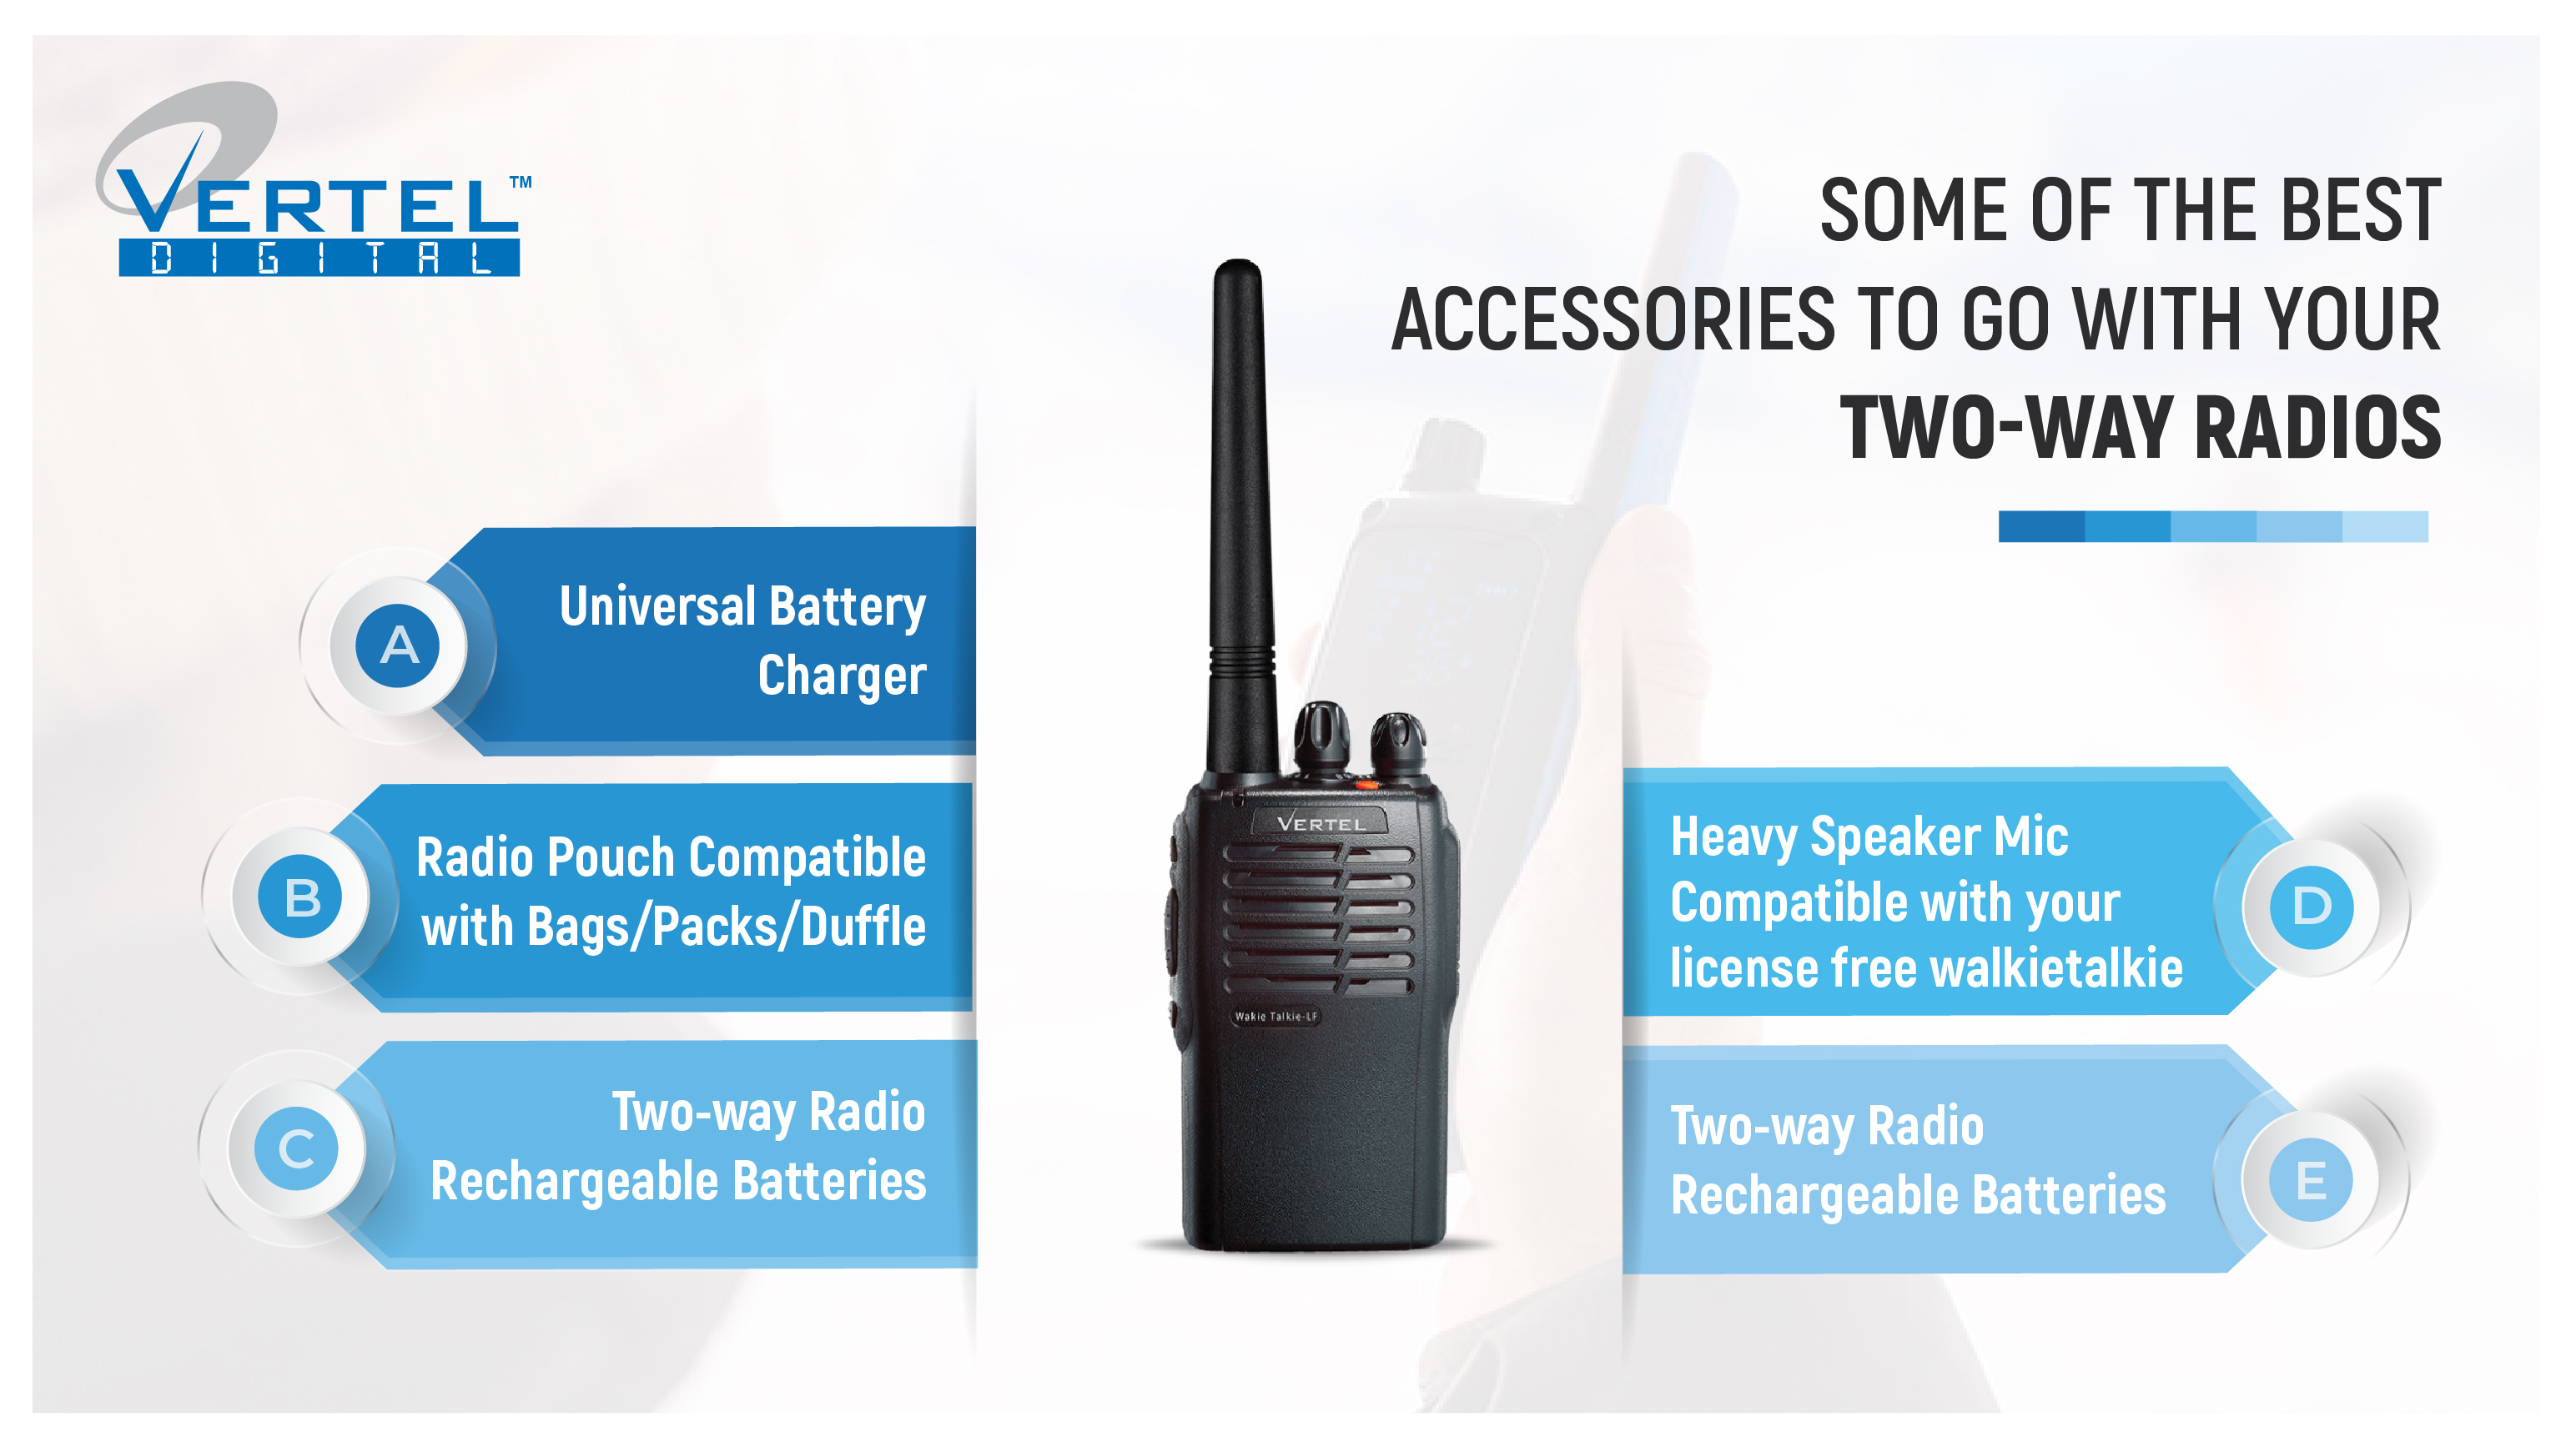 VERTEL™
DIGITAL
SOME OF THE BEST
ACCESSORIES TO GO WITH YOUR
TWO-WAY RADIOS
A
Universal Battery
Charger
B
Radio Pouch Compatible
with Bags/Packs/Duffle
C
Two-way Radio
Rechargeable Batteries
VERTEL
Wakie Talkie-LF
Heavy Speaker Mic
Compatible with your
license free walkietalkie
D
Two-way Radio
Rechargeable Batteries
E